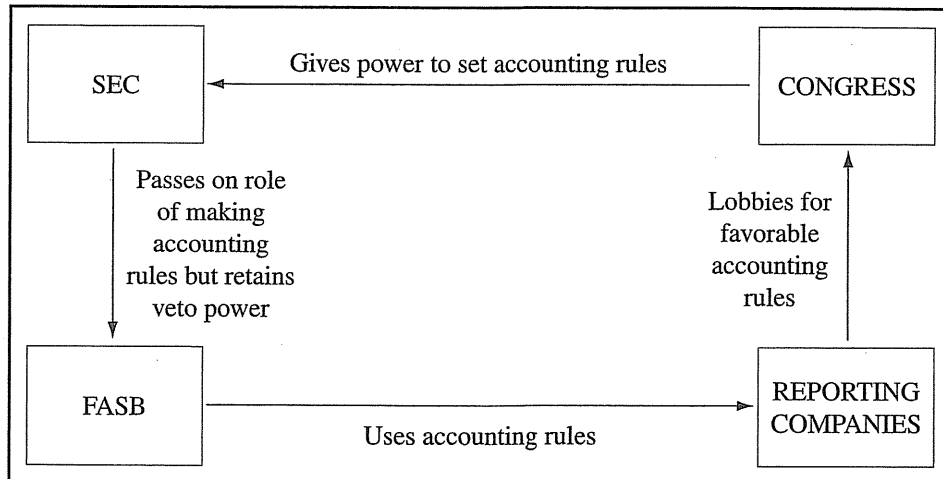 SEC
Gives power to set accounting rules
CONGRESS
Passes on role
of making
accounting
rules but retains
veto power
Lobbies for
favorable
accounting
rules
FASB
Uses accounting rules
REPORTING
COMPANIES